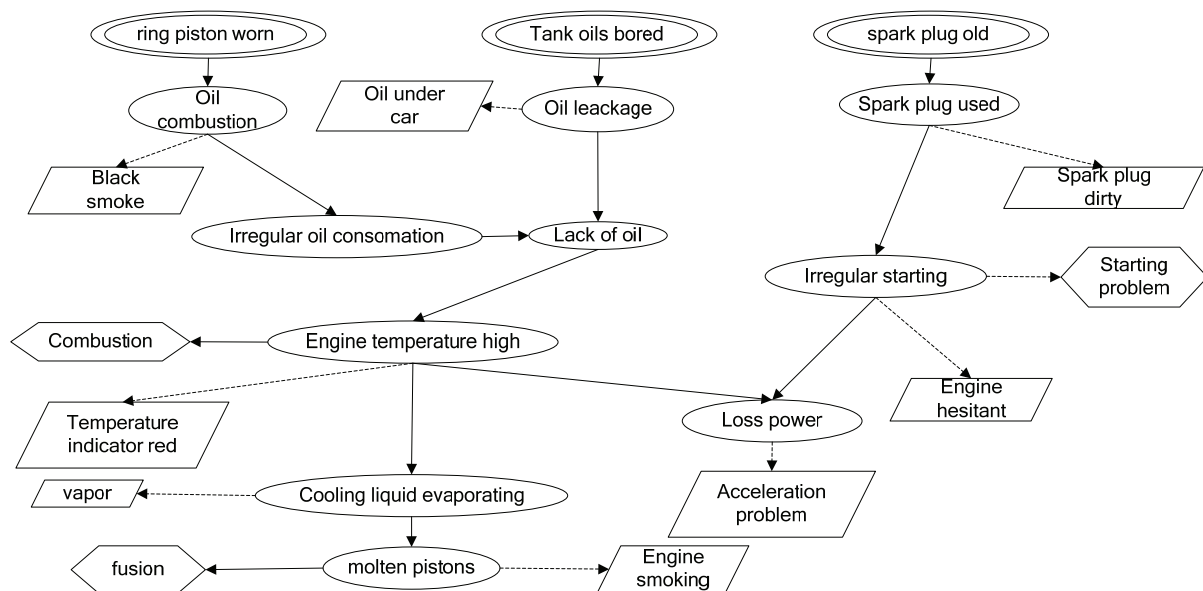 ring piston worn
Tank oils bored
spark plug old
Oil
combustion
Oil under
car
Oil leackage
Spark plug used
Black
smoke
Spark plug
dirty
Irregular oil consomation
Lack of oil
Irregular starting
Starting
problem
Combustion
Engine temperature high
Engine
hesitant
Temperature
indicator red
Loss power
vapor
Cooling liquid evaporating
Acceleration
problem
fusion
molten pistons
Engine
smoking